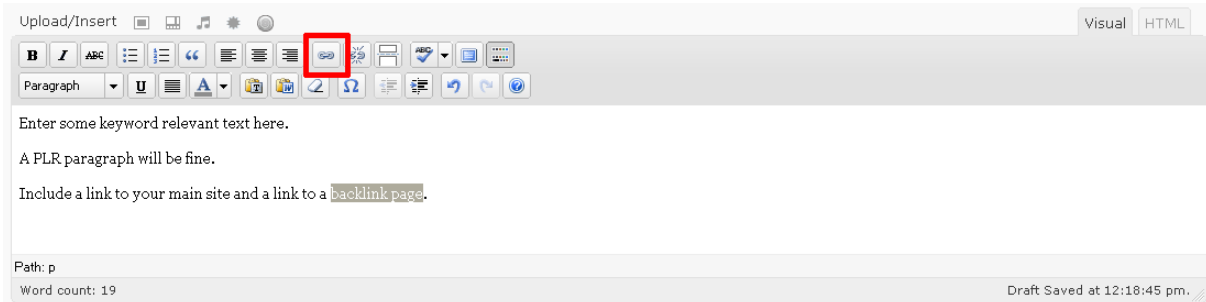 Upload/Insert Visual HTML
B I ABC ABC
Paragraph U A T W Ω
Enter some keyword relevant text here.
A PLR paragraph will be fine.
Include a link to your main site and a link to a backlink page.
Path: p
Word count: 19 Draft Saved at 12:18:45 pm.